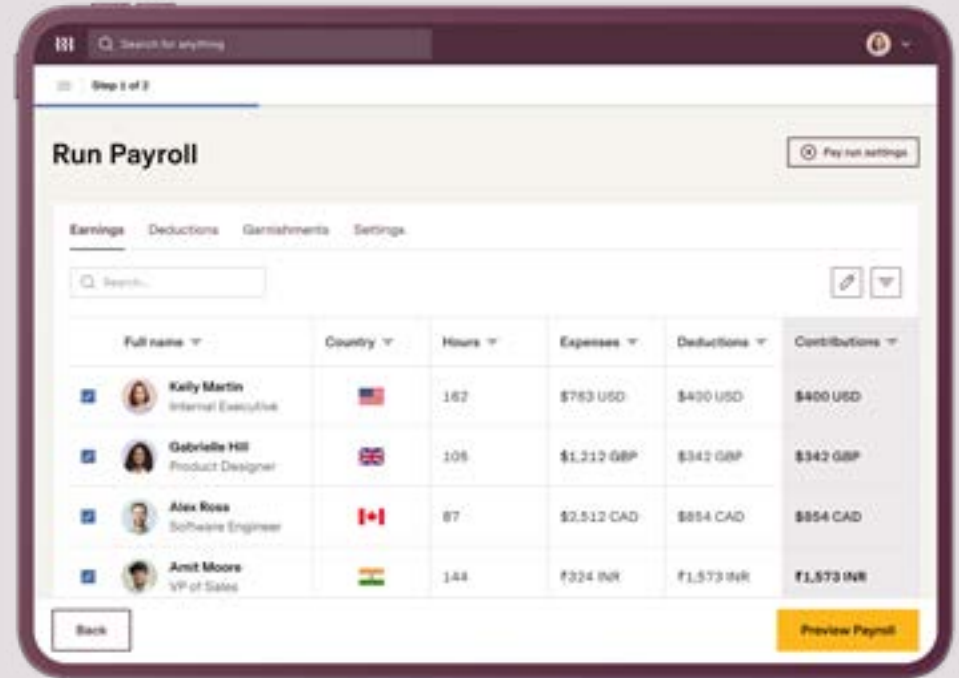 Search for anything
Step 1 of 2
Run Payroll
Pay run settings
Earnings Deductions Garnishments Settings
Search...
Full name Country Hours Expenses Deductions Contributions
Kelly Martin
Internal Executive
162 $783 USD $400 USD $400 USD
Gabrielle Hill
Product Designer
105 $1,212 GBP $342 GBP $342 GBP
Alex Ross
Software Engineer
87 $2,512 CAD $854 CAD $854 CAD
Amit Moore
VP of Sales
144 ₹324 INR ₹1,573 INR ₹1,573 INR
Back
Preview Payroll